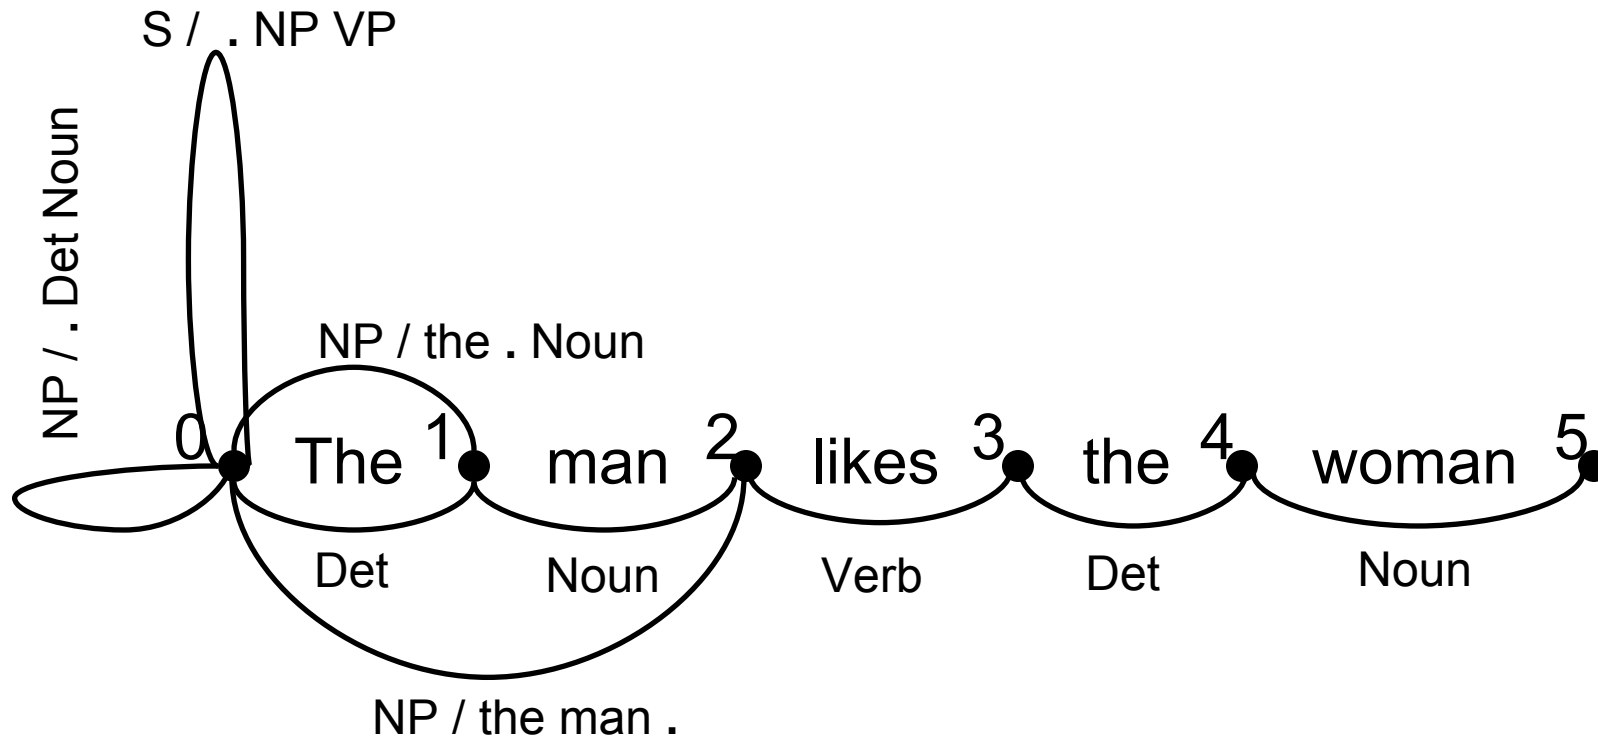 S / . NP VP
NP / . Det Noun
NP / the . Noun
0 The 1 man 2 likes 3 the 4 woman 5
Det Noun Verb Det Noun
NP / the man .